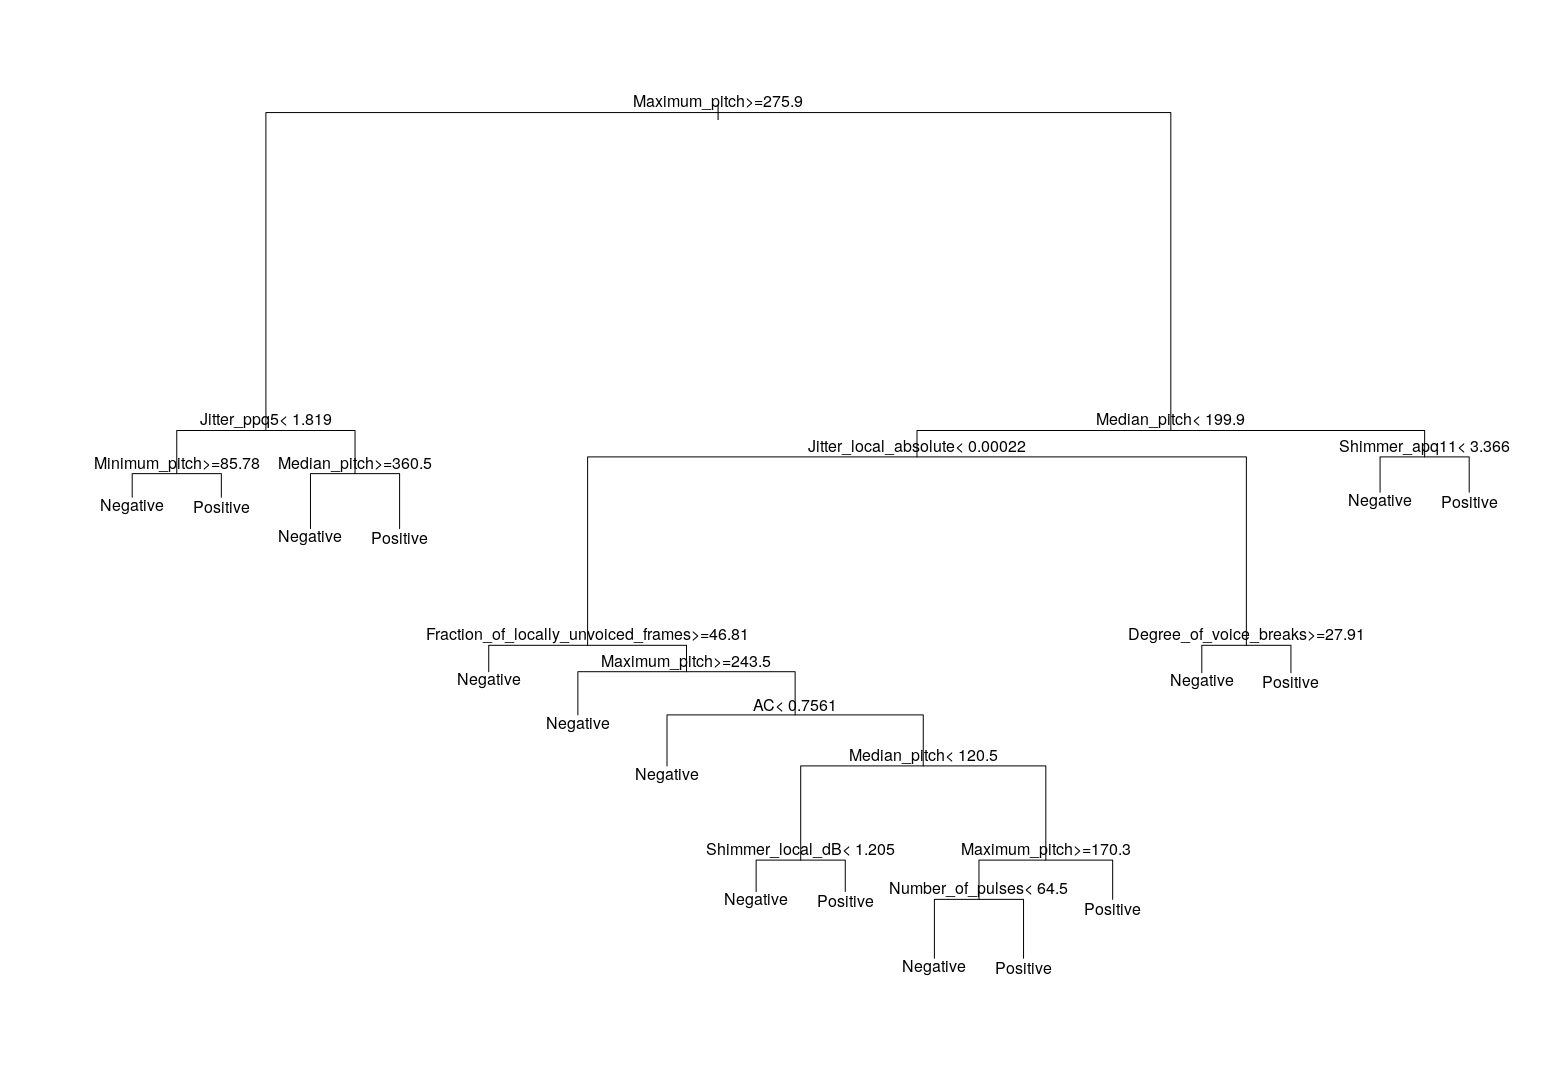 Maximum_pitch>=275.9
Jitter_ppq5< 1.819
Median_pitch< 199.9
Jitter_local_absolute< 0.00022
Shimmer_apq11< 3.366
Minimum_pitch>=85.78
Median_pitch>=360.5
Negative
Positive
Negative
Positive
Negative
Positive
Fraction_of_locally_unvoiced_frames>=46.81
Degree_of_voice_breaks>=27.91
Maximum_pitch>=243.5
Negative
Negative
Positive
AC< 0.7561
Negative
Median_pitch< 120.5
Negative
Shimmer_local_dB< 1.205
Maximum_pitch>=170.3
Number_of_pulses< 64.5
Negative
Positive
Positive
Negative
Positive